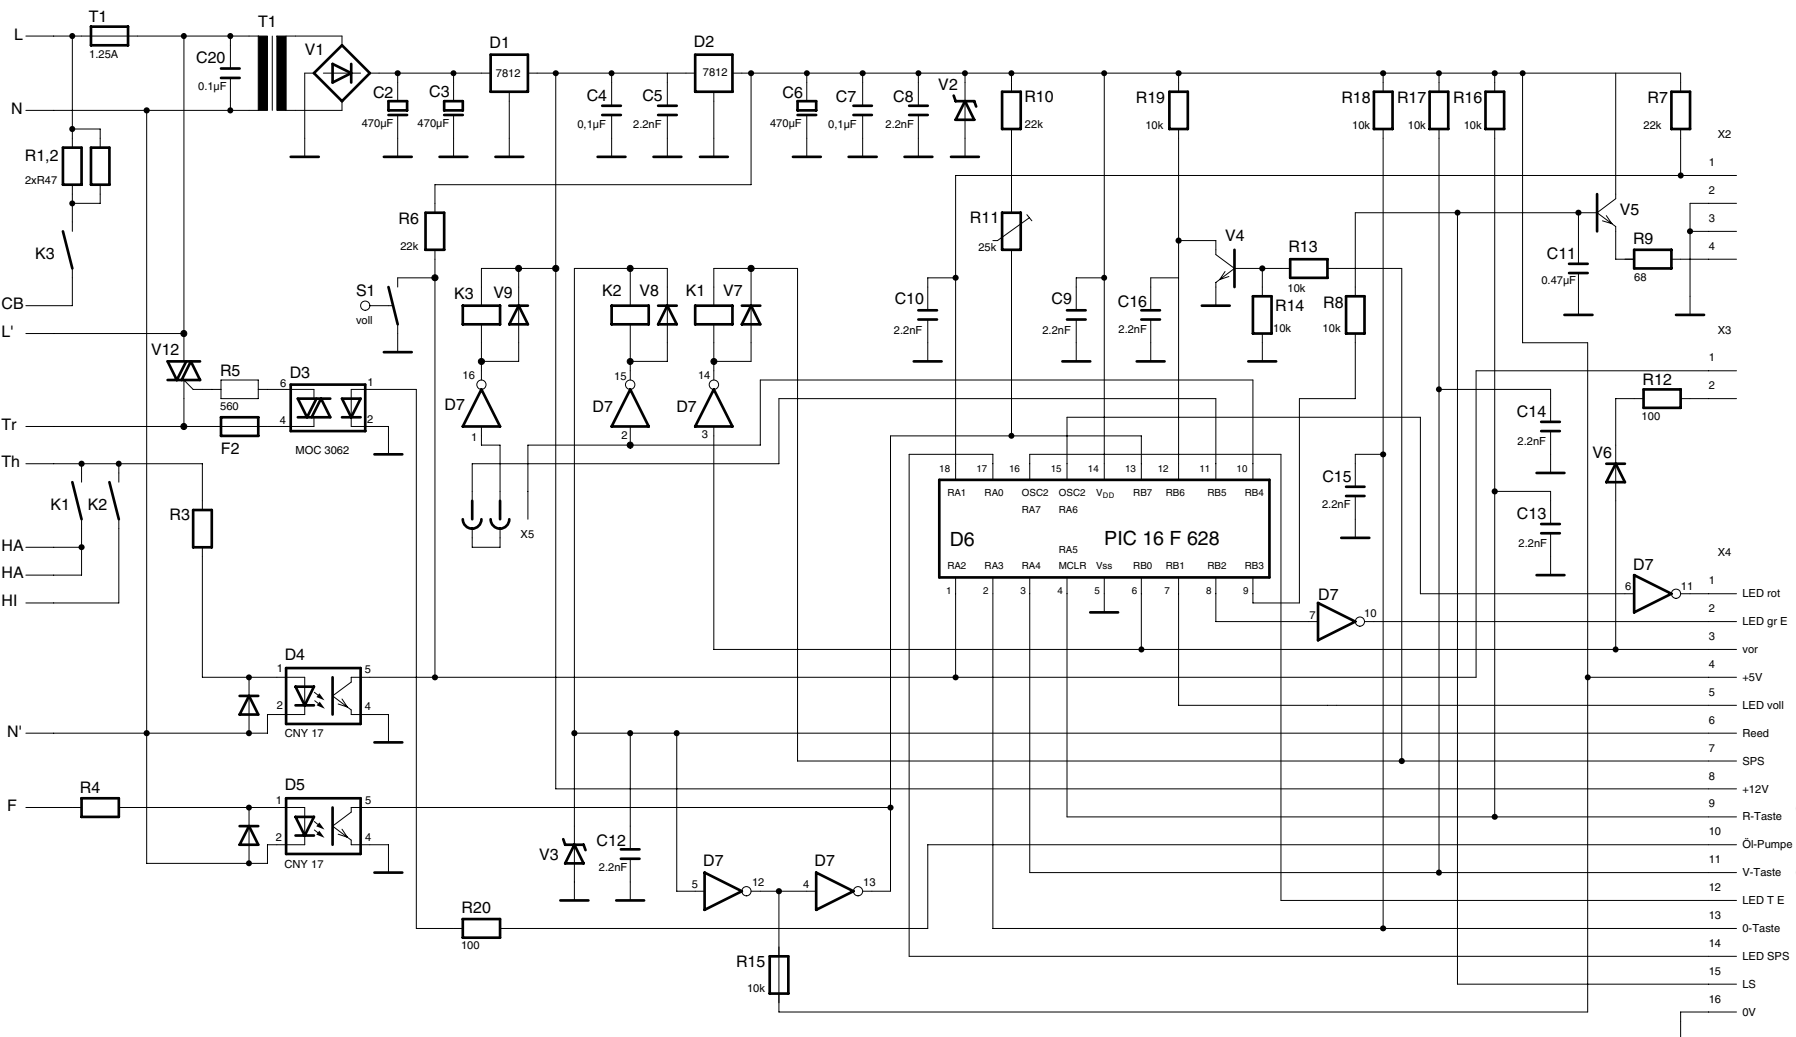 L
T1
1.25A
T1
C20
0.1µF
V1
C2
470µF
C3
470µF
D1
7812
C4
0,1µF
C5
2.2nF
D2
7812
C6
470µF
C7
0,1µF
C8
2.2nF
V2
R10
22k
R19
10k
R18
10k
R17
10k
R16
10k
R7
22k
N
R1,2
2xR47
K3
CB
L'
X2
1
2
3
4
R6
22k
S1
voll
K3
V9
K2
V8
K1
V7
R11
25k
C10
2.2nF
C9
2.2nF
C16
2.2nF
V4
R13
10k
R14
10k
R8
10k
C11
0.47µF
V5
R9
68
X3
1
2
R12
100
V12
R5
560
F2
D3
6
4
1
2
MOC 3062
Tr
Th
16
D7
1
15
D7
2
14
D7
3
C14
2.2nF
V6
C15
2.2nF
C13
2.2nF
K1
K2
R3
HA
HA
HI
X5
18
17
16
15
14
13
12
11
10
RA1
RA0
OSC2
OSC2
VDD
RB7
RB6
RB5
RB4
RA7
RA6
D6
PIC 16 F 628
RA5
RA2
RA3
RA4
MCLR
Vss
RB0
RB1
RB2
RB3
1
2
3
4
5
6
7
8
9
D7
7
10
D7
6
11
X4
1
LED rot
2
LED gr E
3
vor
4
+5V
5
LED voll
6
Reed
7
SPS
8
+12V
9
R-Taste
10
Öl-Pumpe
11
V-Taste
12
LED T E
13
0-Taste
14
LED SPS
15
LS
16
0V
D4
1
2
5
4
CNY 17
N'
F
R4
D5
1
2
5
4
CNY 17
V3
C12
2.2nF
D7
5
12
D7
4
13
R20
100
R15
10k